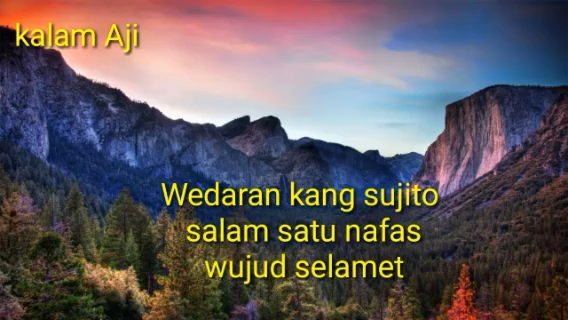 kalam Aji
Wedaran kang sujito
salam satu nafas
wujud selamet